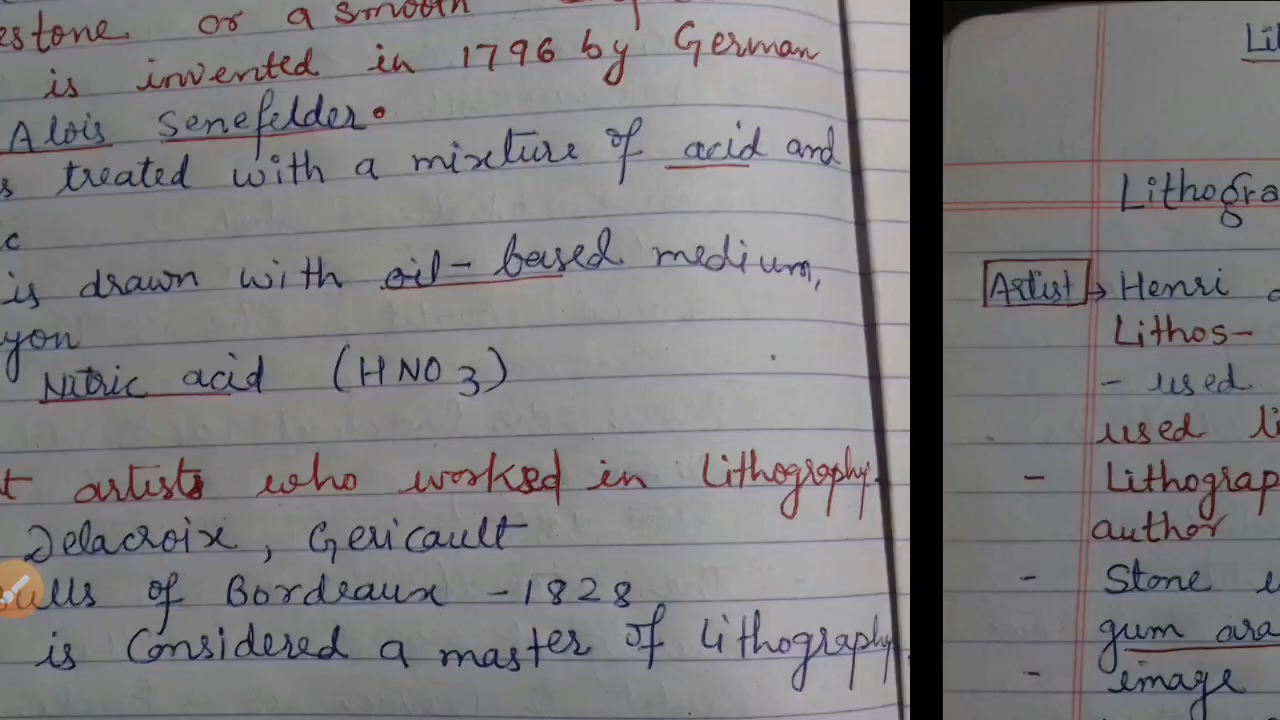 estone or a smooth
is invented in 1796 by German
Alois Senefelder.
s treated with a mixture of acid and
c
is drawn with oil-based medium,
yon
Nitric acid (HNO3)
t artists who worked in Lithography.
Delacroix, Gericault
Bulls of Bordeaux -1828
is Considered a master of Lithography.
Lit
Lithogra
Artist → Henri
Lithos-
- used
used li
- Lithograp
author
- Stone
gum ara
- image